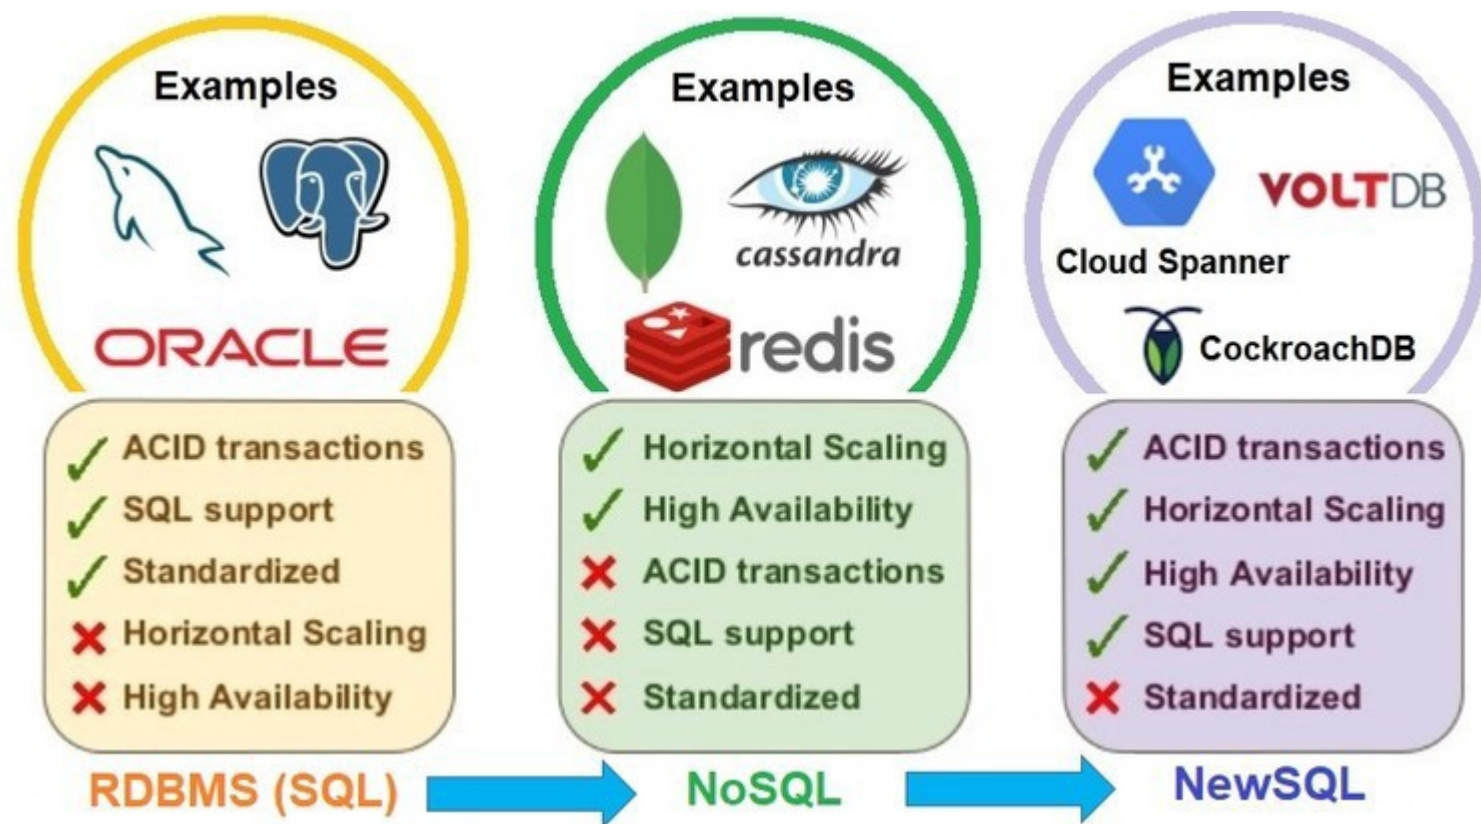 Examples
ORACLE
ACID transactions
SQL support
Standardized
Horizontal Scaling
High Availability
RDBMS (SQL)
Examples
cassandra
redis
Horizontal Scaling
High Availability
ACID transactions
SQL support
Standardized
NoSQL
Examples
VOLTDB
Cloud Spanner
CockroachDB
ACID transactions
Horizontal Scaling
High Availability
SQL support
Standardized
NewSQL